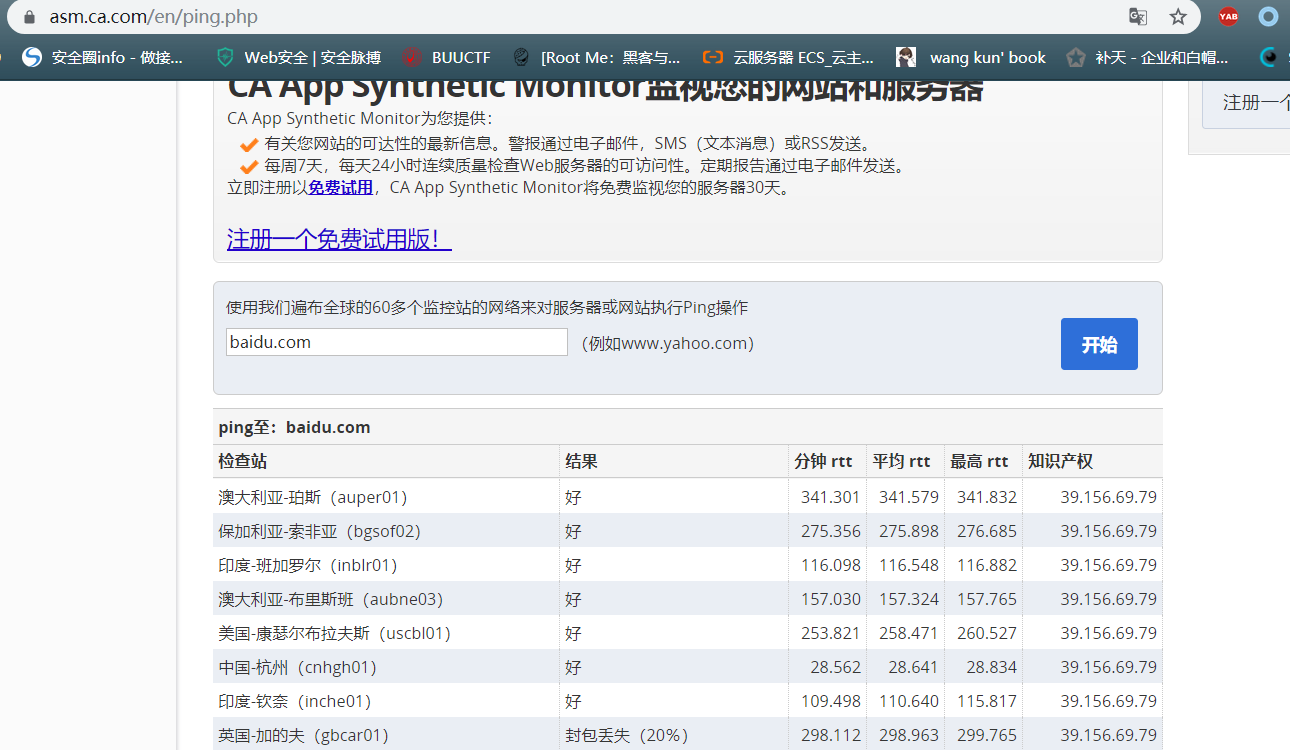 asm.ca.com/en/ping.php
YAB
安全圈info - 做接... Web安全 | 安全脉搏 BUUCTF [Root Me：黑客与... 云服务器 ECS_云主... wang kun' book 补天 - 企业和白帽...
CA App Synthetic Monitor监视您的网站和服务器
注册一个
CA App Synthetic Monitor为您提供：
有关您网站的可达性的最新信息。警报通过电子邮件，SMS（文本消息）或RSS发送。
每周7天，每天24小时连续质量检查Web服务器的可访问性。定期报告通过电子邮件发送。
立即注册以免费试用，CA App Synthetic Monitor将免费监视您的服务器30天。
注册一个免费试用版！
使用我们遍布全球的60多个监控站的网络来对服务器或网站执行Ping操作
baidu.com （例如www.yahoo.com） 开始
ping至：baidu.com
检查站 结果 分钟 rtt 平均 rtt 最高 rtt 知识产权
澳大利亚-珀斯（auper01） 好 341.301 341.579 341.832 39.156.69.79
保加利亚-索非亚（bgsof02） 好 275.356 275.898 276.685 39.156.69.79
印度-班加罗尔（inblr01） 好 116.098 116.548 116.882 39.156.69.79
澳大利亚-布里斯班（aubne03） 好 157.030 157.324 157.765 39.156.69.79
美国-康瑟尔布拉夫斯（uscbl01） 好 253.821 258.471 260.527 39.156.69.79
中国-杭州（cnhgh01） 好 28.562 28.641 28.834 39.156.69.79
印度-钦奈（inche01） 好 109.498 110.640 115.817 39.156.69.79
英国-加的夫（gbcar01） 封包丢失（20%） 298.112 298.963 299.765 39.156.69.79